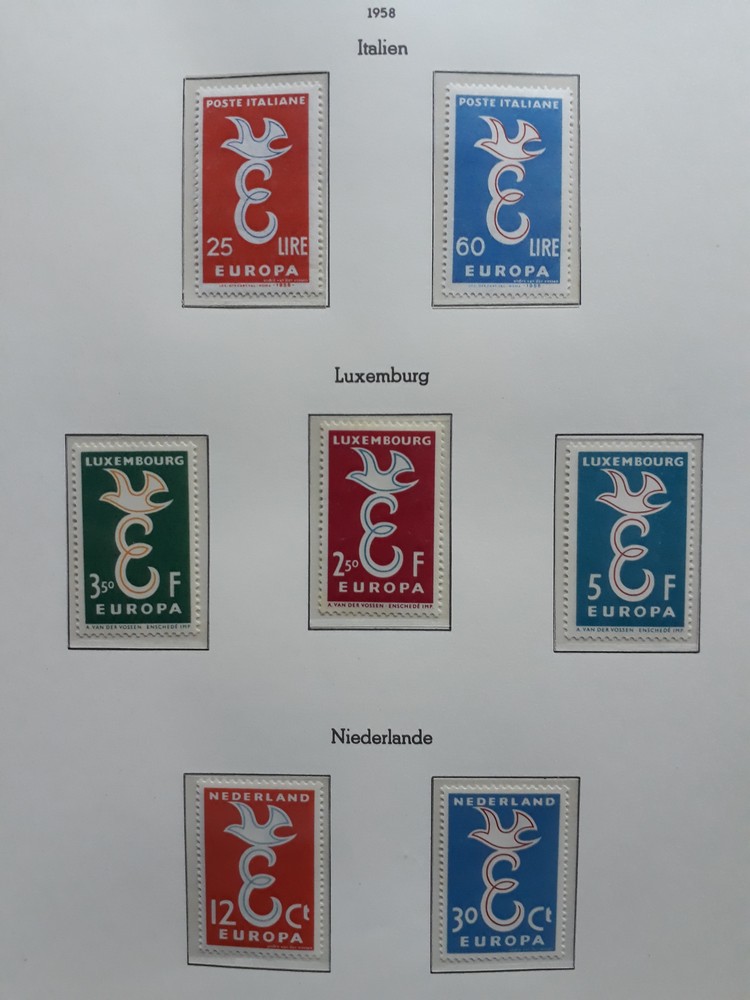 1958
Italien
POSTE ITALIANE
25 LIRE
EUROPA
POSTE ITALIANE
60 LIRE
EUROPA
Luxemburg
LUXEMBOURG
3,50 F
EUROPA
A. VAN DER VOSSEN · ENSCHEDÉ IMP.
LUXEMBOURG
2,50 F
EUROPA
A. VAN DER VOSSEN · ENSCHEDÉ IMP.
LUXEMBOURG
5 F
EUROPA
A. VAN DER VOSSEN · ENSCHEDÉ IMP.
Niederlande
NEDERLAND
12 Ct
EUROPA
NEDERLAND
30 Ct
EUROPA